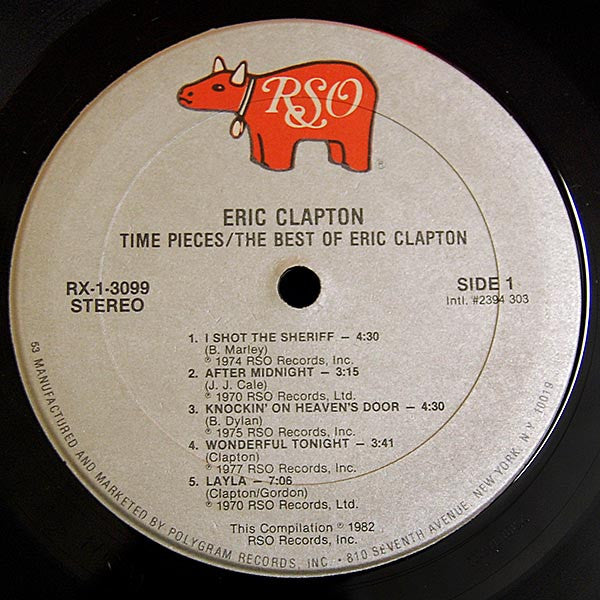 RSO
®
ERIC CLAPTON
TIME PIECES/THE BEST OF ERIC CLAPTON
RX-1-3099
STEREO
SIDE 1
Intl. #2394 303
1. I SHOT THE SHERIFF – 4:30
(B. Marley)
℗ 1974 RSO Records, Inc.
2. AFTER MIDNIGHT – 3:15
(J. J. Cale)
℗ 1970 RSO Records, Ltd.
3. KNOCKIN' ON HEAVEN'S DOOR – 4:30
(B. Dylan)
℗ 1975 RSO Records, Inc.
4. WONDERFUL TONIGHT – 3:41
(Clapton)
℗ 1977 RSO Records, Inc.
5. LAYLA – 7:06
(Clapton/Gordon)
℗ 1970 RSO Records, Ltd.
This Compilation ℗ 1982
RSO Records, Inc.
53 MANUFACTURED AND MARKETED BY POLYGRAM RECORDS, INC. • 810 SEVENTH AVENUE, NEW YORK, N.Y. 10019